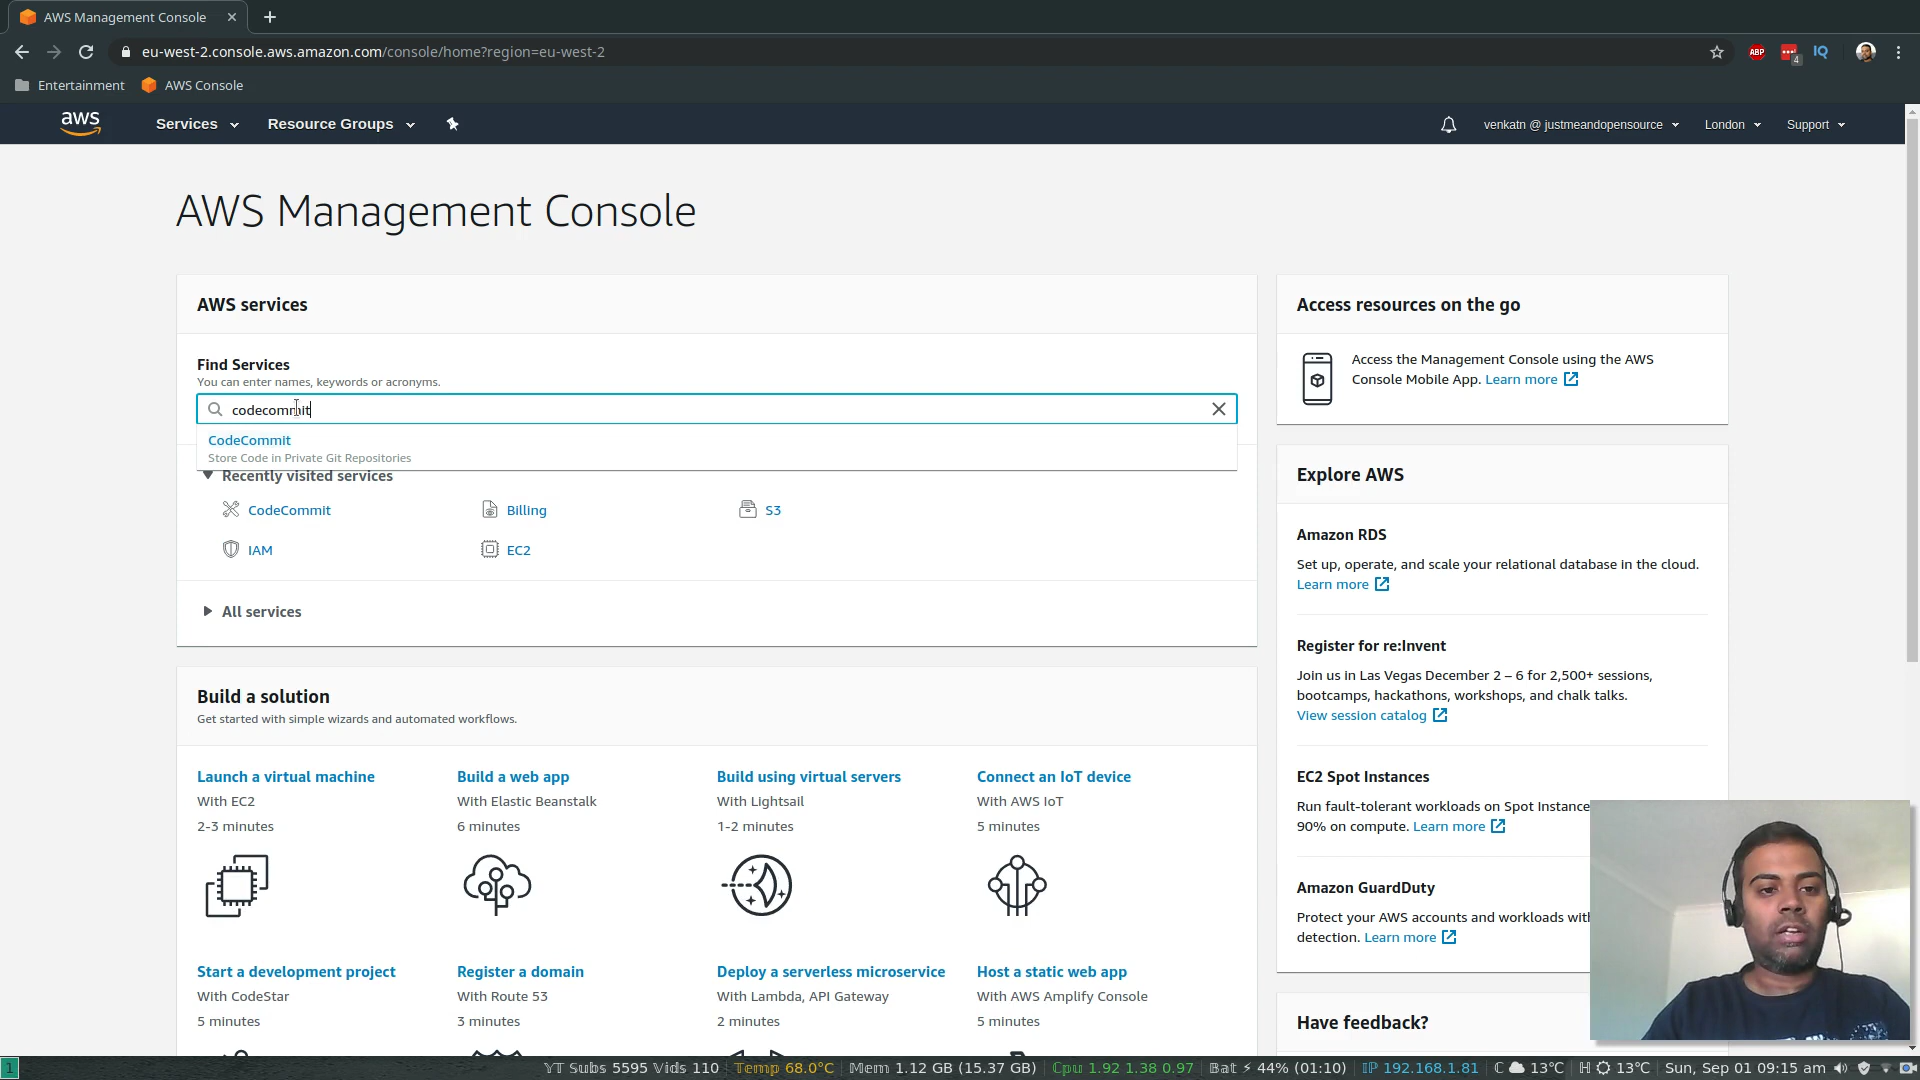 AWS Management Console
eu-west-2.console.aws.amazon.com/console/home?region=eu-west-2
ABP
4
IQ
Entertainment
AWS Console
aws
Services
Resource Groups
venkatn @ justmeandopensource
London
Support
AWS Management Console
AWS services
Find Services
You can enter names, keywords or acronyms.
codecommit
CodeCommit
Store Code in Private Git Repositories
Recently visited services
CodeCommit
Billing
S3
IAM
EC2
All services
Build a solution
Get started with simple wizards and automated workflows.
Launch a virtual machine
With EC2
2-3 minutes
Build a web app
With Elastic Beanstalk
6 minutes
Build using virtual servers
With Lightsail
1-2 minutes
Connect an IoT device
With AWS IoT
5 minutes
Start a development project
With CodeStar
5 minutes
Register a domain
With Route 53
3 minutes
Deploy a serverless microservice
With Lambda, API Gateway
2 minutes
Host a static web app
With AWS Amplify Console
5 minutes
Access resources on the go
Access the Management Console using the AWS
Console Mobile App. Learn more
Explore AWS
Amazon RDS
Set up, operate, and scale your relational database in the cloud.
Learn more
Register for re:Invent
Join us in Las Vegas December 2 – 6 for 2,500+ sessions,
bootcamps, hackathons, workshops, and chalk talks.
View session catalog
EC2 Spot Instances
Run fault-tolerant workloads on Spot Instance
90% on compute. Learn more
Amazon GuardDuty
Protect your AWS accounts and workloads with
detection. Learn more
Have feedback?
1
YT Subs 5595 Vids 110
Temp 68.0°C
Mem 1.12 GB (15.37 GB)
Cpu 1.92 1.38 0.97
Bat ⚡ 44% (01:10)
IP 192.168.1.81
C 13°C
H 13°C
Sun, Sep 01 09:15 am